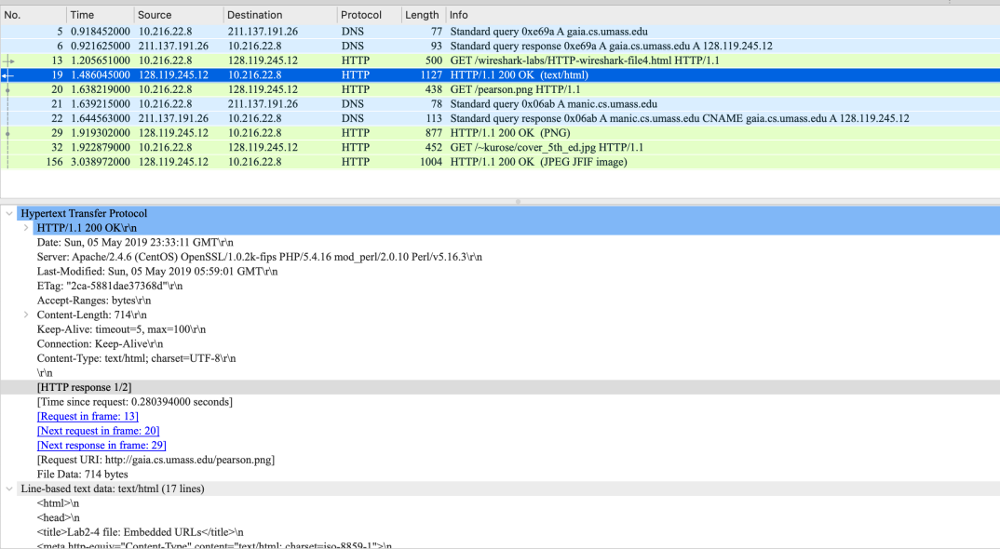 No. Time Source Destination Protocol Length Info
5 0.918452000 10.216.22.8 211.137.191.26 DNS 77 Standard query 0xe69a A gaia.cs.umass.edu
6 0.921625000 211.137.191.26 10.216.22.8 DNS 93 Standard query response 0xe69a A gaia.cs.umass.edu A 128.119.245.12
13 1.205651000 10.216.22.8 128.119.245.12 HTTP 500 GET /wireshark-labs/HTTP-wireshark-file4.html HTTP/1.1
19 1.486045000 128.119.245.12 10.216.22.8 HTTP 1127 HTTP/1.1 200 OK (text/html)
20 1.638219000 10.216.22.8 128.119.245.12 HTTP 438 GET /pearson.png HTTP/1.1
21 1.639215000 10.216.22.8 211.137.191.26 DNS 78 Standard query 0x06ab A manic.cs.umass.edu
22 1.644563000 211.137.191.26 10.216.22.8 DNS 113 Standard query response 0x06ab A manic.cs.umass.edu CNAME gaia.cs.umass.edu A 128.119.245.12
29 1.919302000 128.119.245.12 10.216.22.8 HTTP 877 HTTP/1.1 200 OK (PNG)
32 1.922879000 10.216.22.8 128.119.245.12 HTTP 452 GET /~kurose/cover_5th_ed.jpg HTTP/1.1
156 3.038972000 128.119.245.12 10.216.22.8 HTTP 1004 HTTP/1.1 200 OK (JPEG JFIF image)
Hypertext Transfer Protocol
HTTP/1.1 200 OK\r\n
Date: Sun, 05 May 2019 23:33:11 GMT\r\n
Server: Apache/2.4.6 (CentOS) OpenSSL/1.0.2k-fips PHP/5.4.16 mod_perl/2.0.10 Perl/v5.16.3\r\n
Last-Modified: Sun, 05 May 2019 05:59:01 GMT\r\n
ETag: "2ca-5881dae37368d"\r\n
Accept-Ranges: bytes\r\n
Content-Length: 714\r\n
Keep-Alive: timeout=5, max=100\r\n
Connection: Keep-Alive\r\n
Content-Type: text/html; charset=UTF-8\r\n
\r\n
[HTTP response 1/2]
[Time since request: 0.280394000 seconds]
[Request in frame: 13]
[Next request in frame: 20]
[Next response in frame: 29]
[Request URI: http://gaia.cs.umass.edu/pearson.png]
File Data: 714 bytes
Line-based text data: text/html (17 lines)
<html>\n
<head>\n
<title>Lab2-4 file: Embedded URLs</title>\n
<meta http-equiv="Content-Type" content="text/html; charset=iso-8859-1">\n